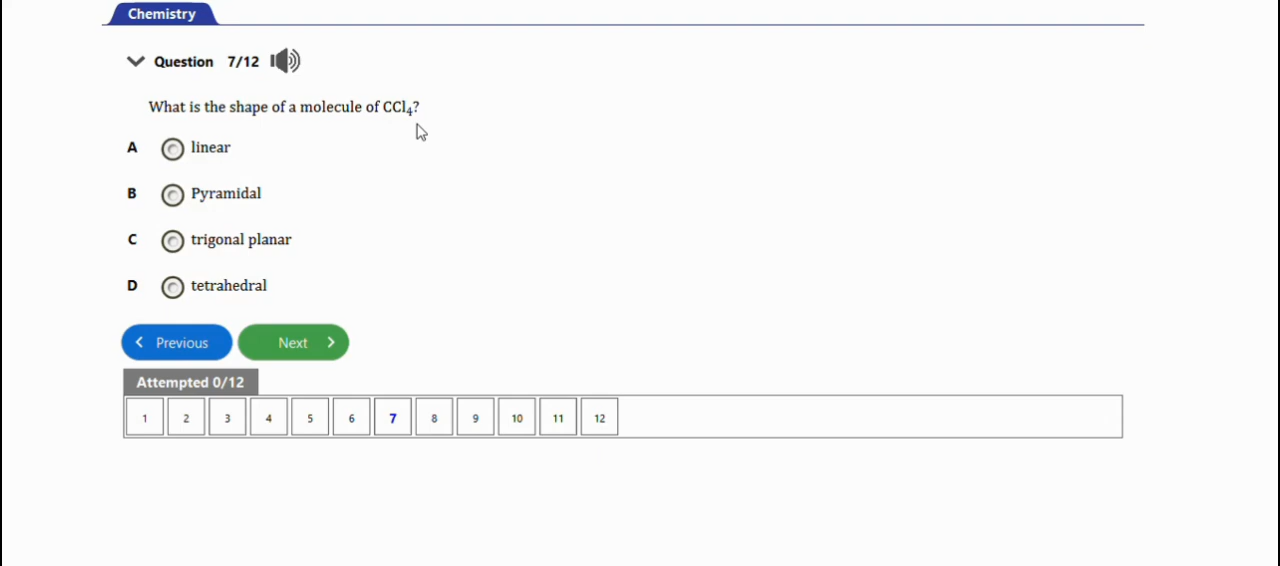 Chemistry
Question 7/12
What is the shape of a molecule of CCl₄?
A linear
B Pyramidal
C trigonal planar
D tetrahedral
Previous Next
Attempted 0/12
1 2 3 4 5 6 7 8 9 10 11 12